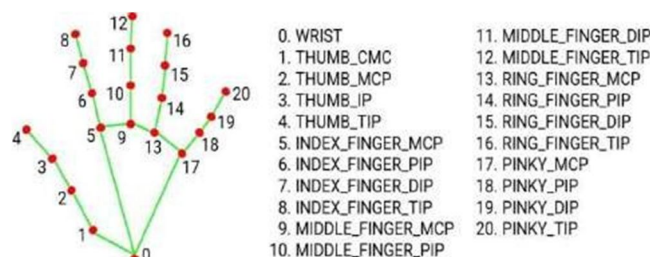 12
8
16
11
7
15
20
6
10
14
19
4
5
9
13
18
3
17
2
1
0
0. WRIST
1. THUMB_CMC
2. THUMB_MCP
3. THUMB_IP
4. THUMB_TIP
5. INDEX_FINGER_MCP
6. INDEX_FINGER_PIP
7. INDEX_FINGER_DIP
8. INDEX_FINGER_TIP
9. MIDDLE_FINGER_MCP
10. MIDDLE_FINGER_PIP
11. MIDDLE_FINGER_DIP
12. MIDDLE_FINGER_TIP
13. RING_FINGER_MCP
14. RING_FINGER_PIP
15. RING_FINGER_DIP
16. RING_FINGER_TIP
17. PINKY_MCP
18. PINKY_PIP
19. PINKY_DIP
20. PINKY_TIP